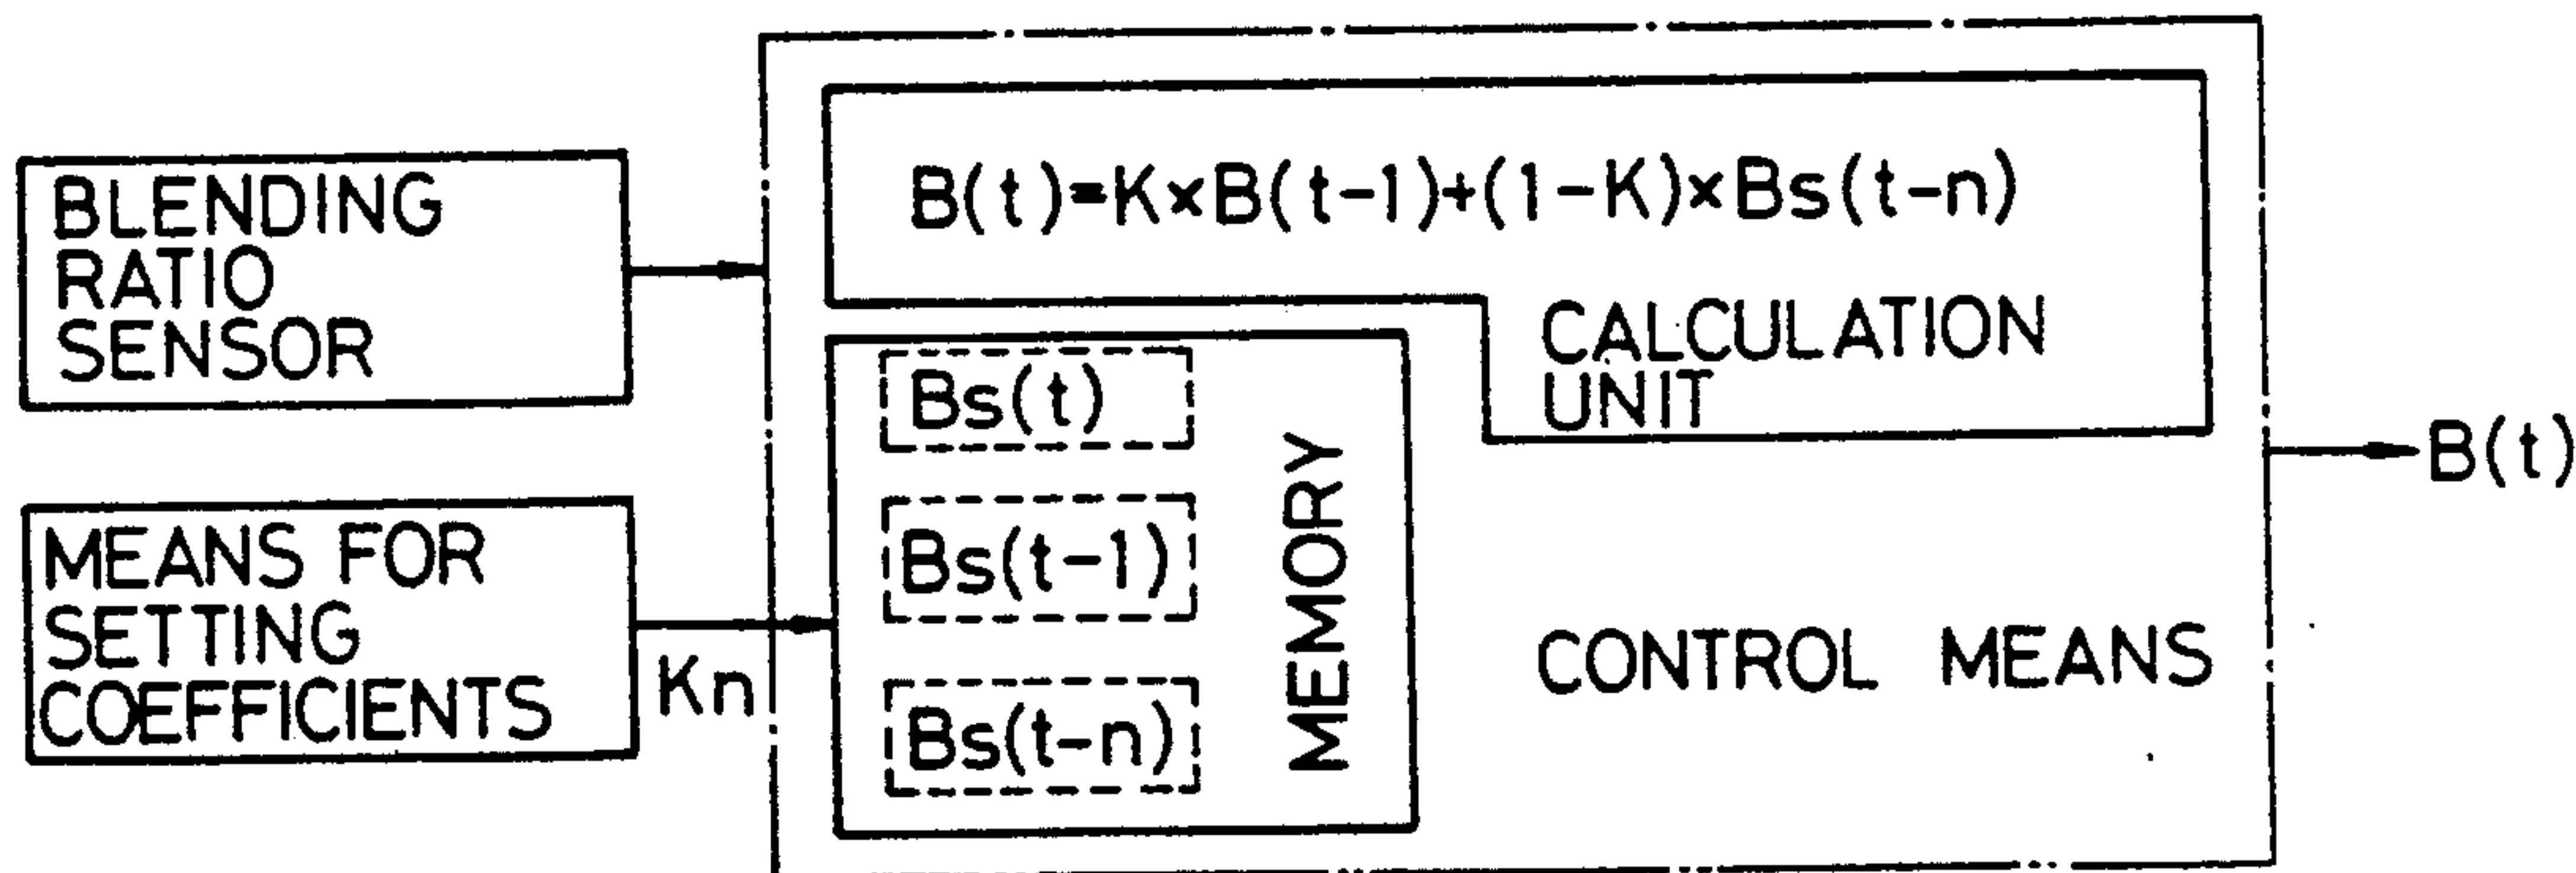 BLENDING
RATIO
SENSOR
MEANS FOR
SETTING
COEFFICIENTS
Kn
B(t)=K×B(t-1)+(1-K)×Bs(t-n)
CALCULATION
UNIT
Bs(t)
Bs(t-1)
Bs(t-n)
MEMORY
CONTROL MEANS
B(t)